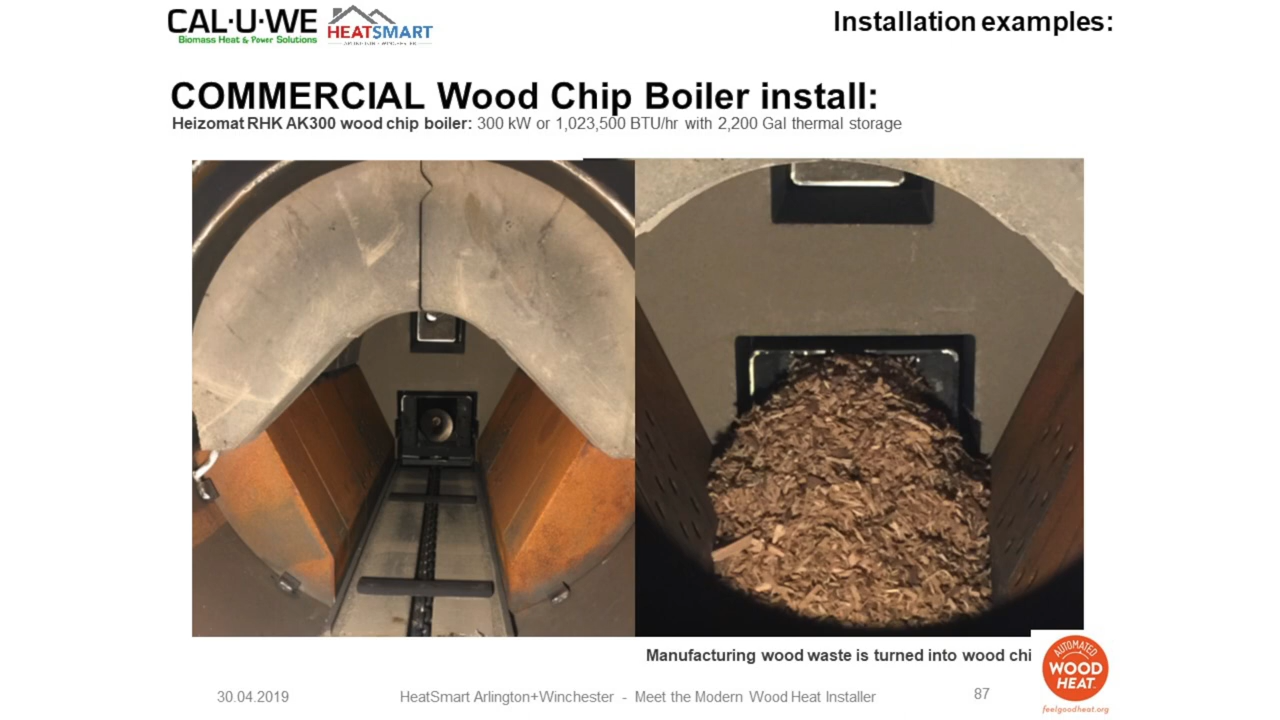 CAL·U·WE
Biomass Heat & Power Solutions
HEATSMART
ARLINGTON • WINCHESTER
Installation examples:
COMMERCIAL Wood Chip Boiler install:
Heizomat RHK AK300 wood chip boiler: 300 kW or 1,023,500 BTU/hr with 2,200 Gal thermal storage
Manufacturing wood waste is turned into wood chi
AUTOMATED
WOOD
HEAT.
feelgoodheat.org
30.04.2019
HeatSmart Arlington+Winchester - Meet the Modern Wood Heat Installer
87